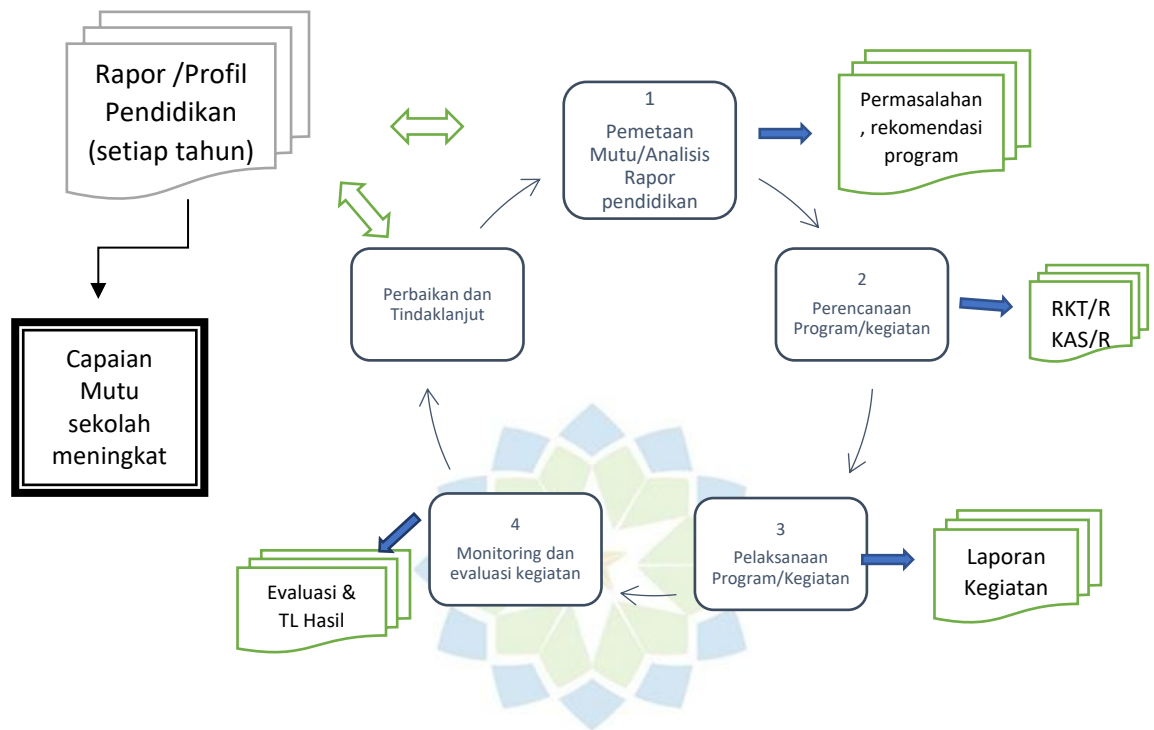 Rapor /Profil
Pendidikan
(setiap tahun)
1
Pemetaan
Mutu/Analisis
Rapor
pendidikan
Permasalahan
, rekomendasi
program
Perbaikan dan
Tindaklanjut
2
Perencanaan
Program/kegiatan
RKT/R
KAS/R
Capaian
Mutu
sekolah
meningkat
4
Monitoring dan
evaluasi kegiatan
3
Pelaksanaan
Program/Kegiatan
Laporan
Kegiatan
Evaluasi &
TL Hasil